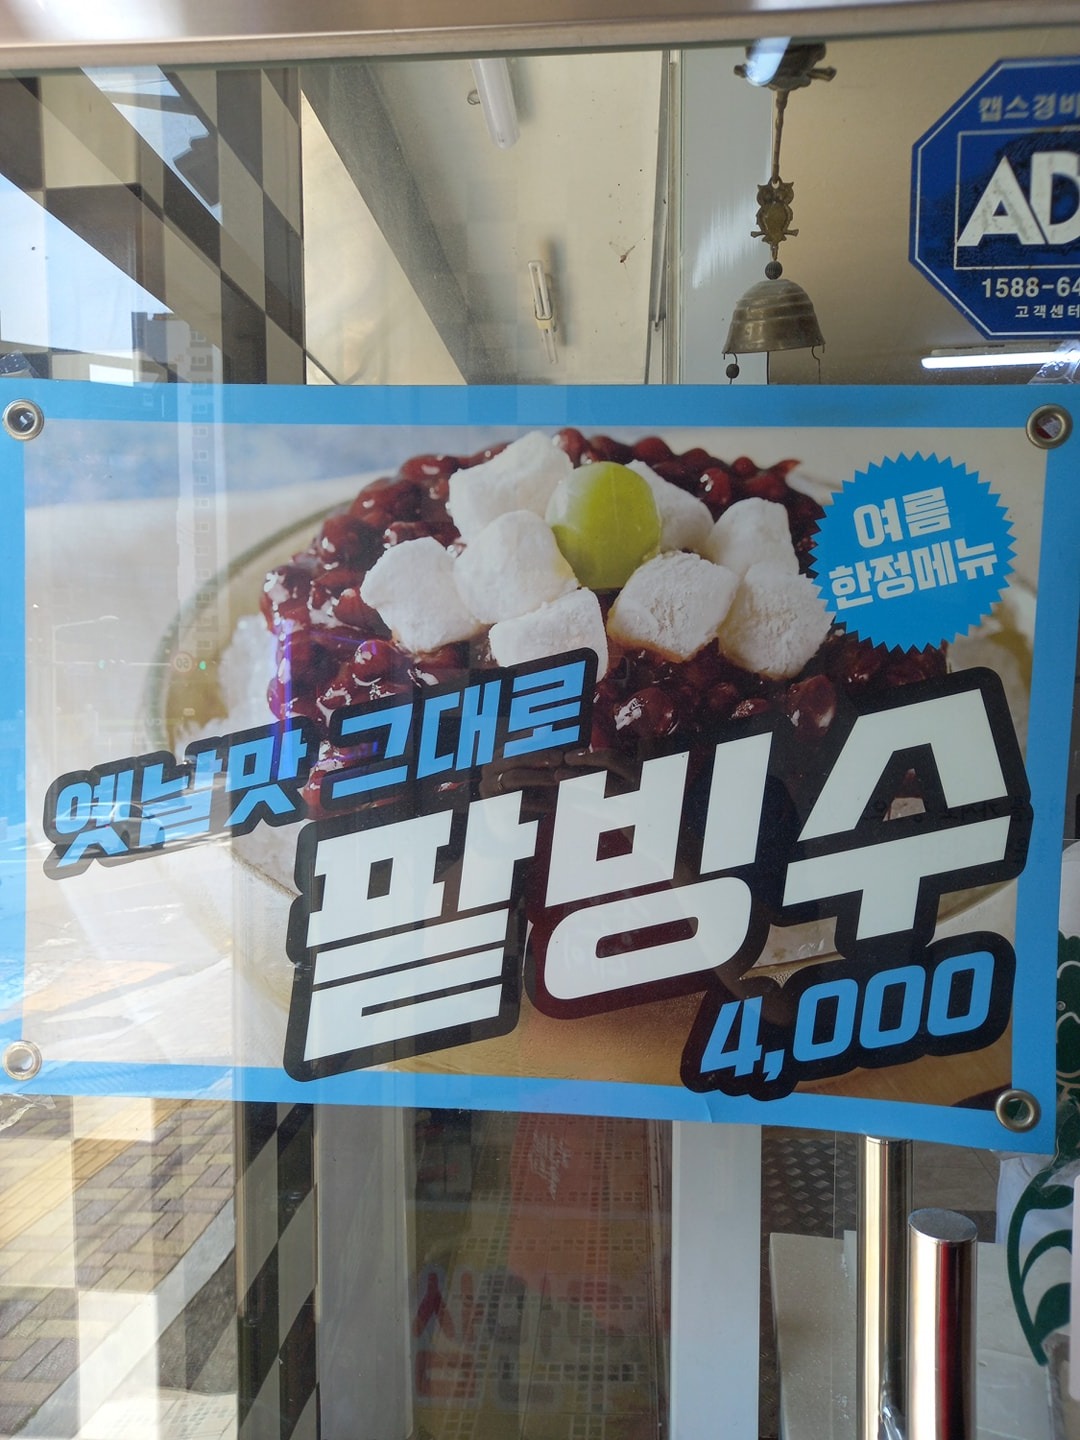 캡스경비
AD
1588-64
고객센터
여름
한정메뉴
옛날맛 그대로
팥빙수
4,000